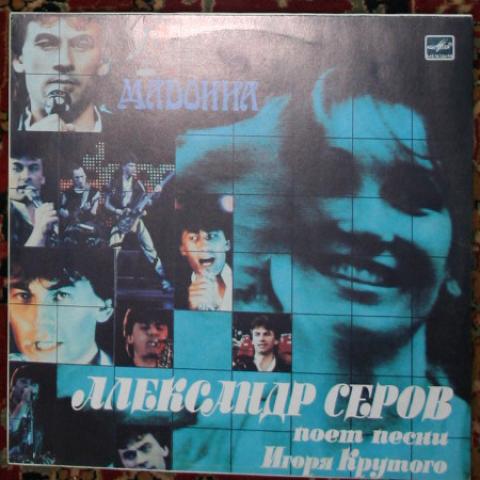 МАДОННА
АЛЕКСАНДР СЕРОВ
поет песни
Игоря Крутого